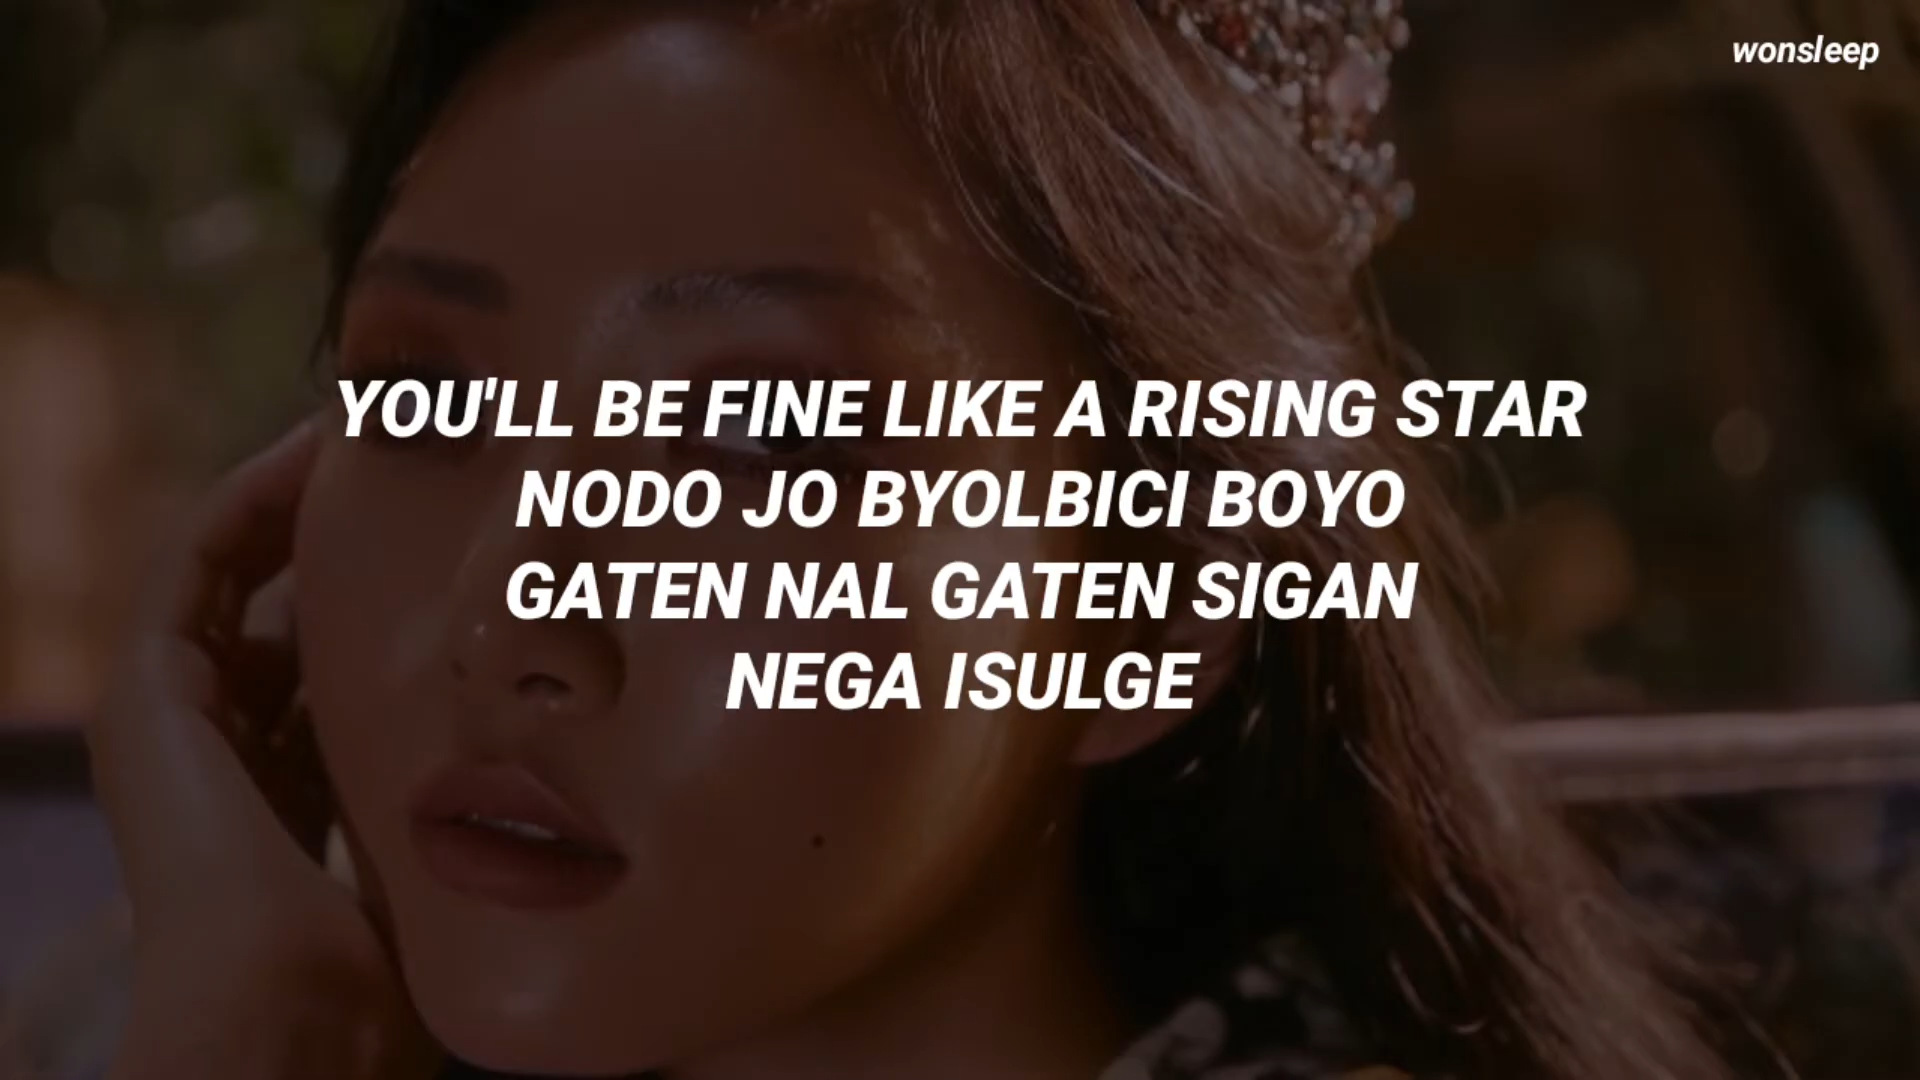 wonsleep
YOU'LL BE FINE LIKE A RISING STAR
NODO JO BYOLBICI BOYO
GATEN NAL GATEN SIGAN
NEGA ISULGE